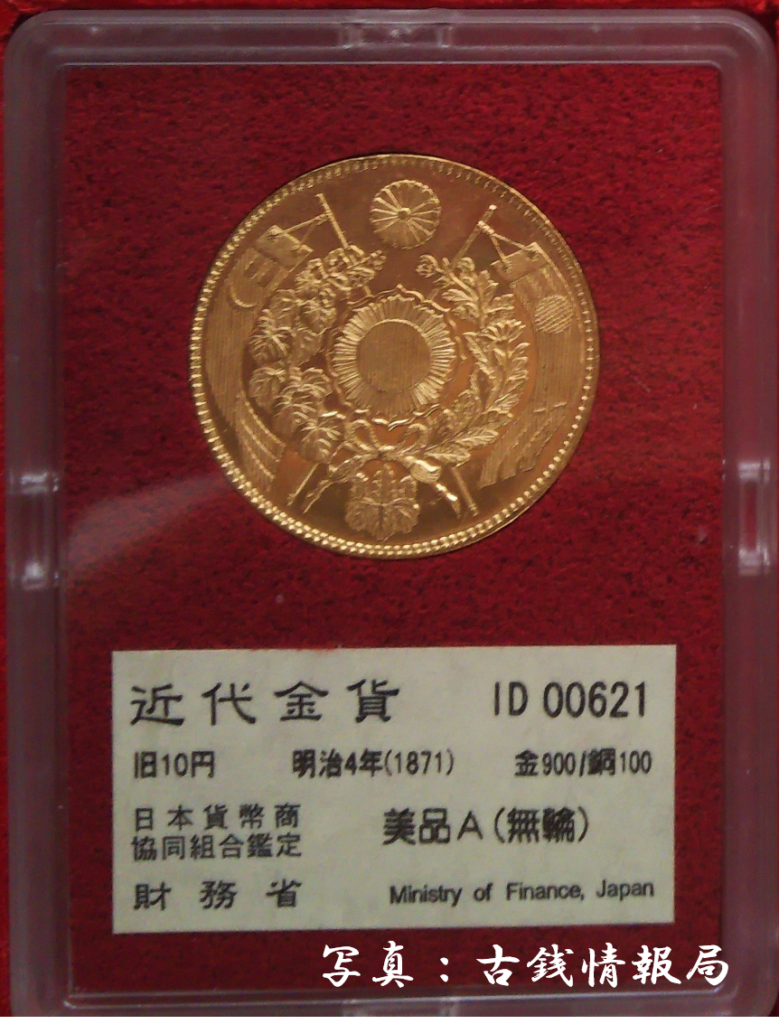 近代金貨 ID 00621
旧10円 明治4年(1871) 金900/銅100
日本貨幣商
協同組合鑑定 美品A(無輪)
財務省 Ministry of Finance, Japan
写真：古銭情報局